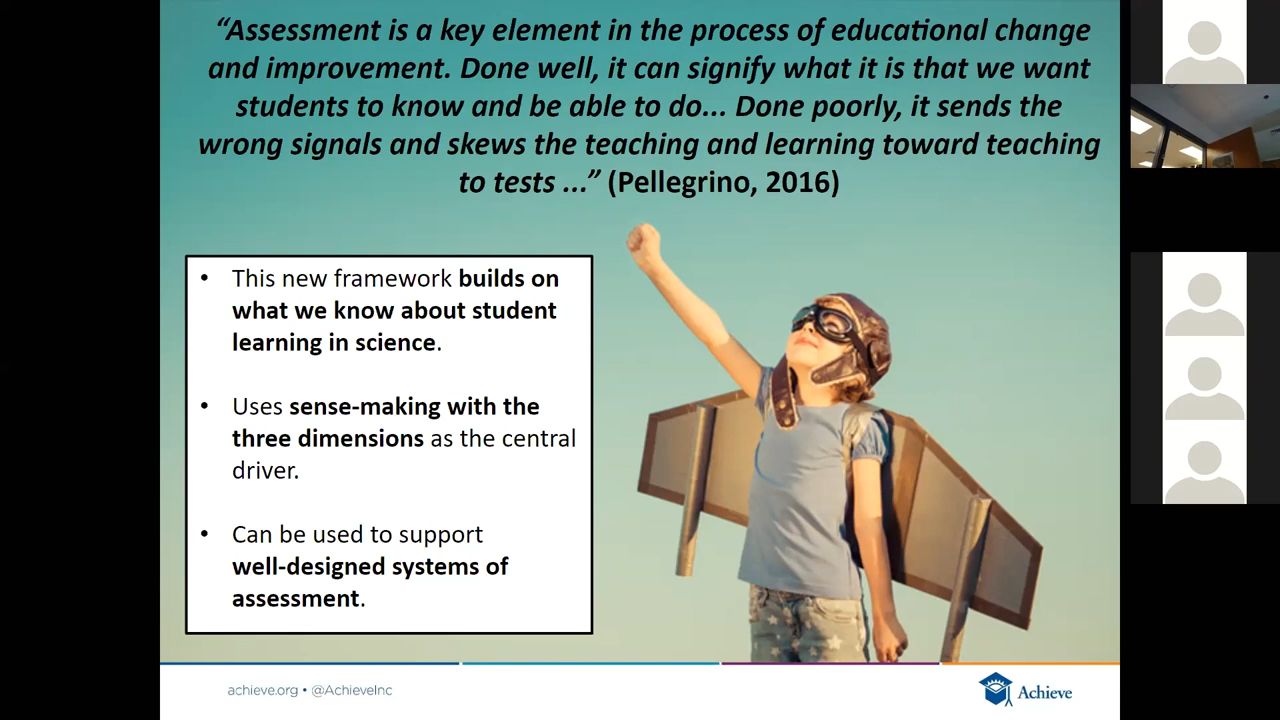 “Assessment is a key element in the process of educational change
and improvement. Done well, it can signify what it is that we want
students to know and be able to do... Done poorly, it sends the
wrong signals and skews the teaching and learning toward teaching
to tests ...” (Pellegrino, 2016)
• This new framework builds on
what we know about student
learning in science.
• Uses sense-making with the
three dimensions as the central
driver.
• Can be used to support
well-designed systems of
assessment.
achieve.org • @AchieveInc
Achieve